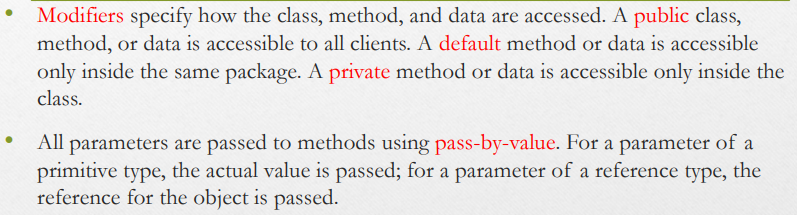 • Modifiers specify how the class, method, and data are accessed. A public class,
method, or data is accessible to all clients. A default method or data is accessible
only inside the same package. A private method or data is accessible only inside the
class.
• All parameters are passed to methods using pass-by-value. For a parameter of a
primitive type, the actual value is passed; for a parameter of a reference type, the
reference for the object is passed.